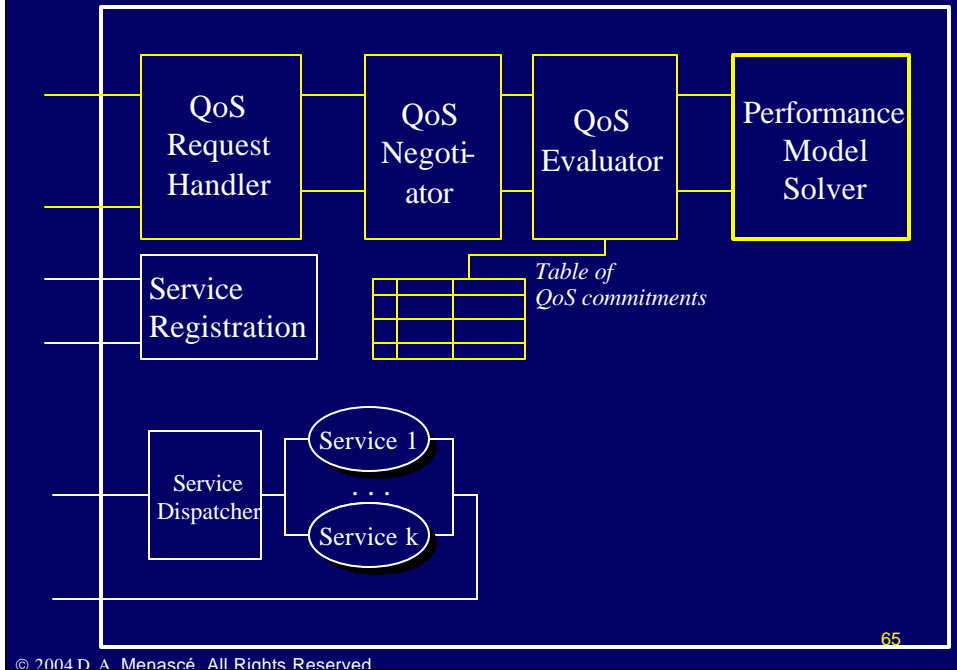 QoS
Request
Handler
QoS
Negoti-
ator
QoS
Evaluator
Performance
Model
Solver
Service
Registration
Table of
QoS commitments
Service
Dispatcher
Service 1
. . .
Service k
65
© 2004 D. A. Menascé. All Rights Reserved.